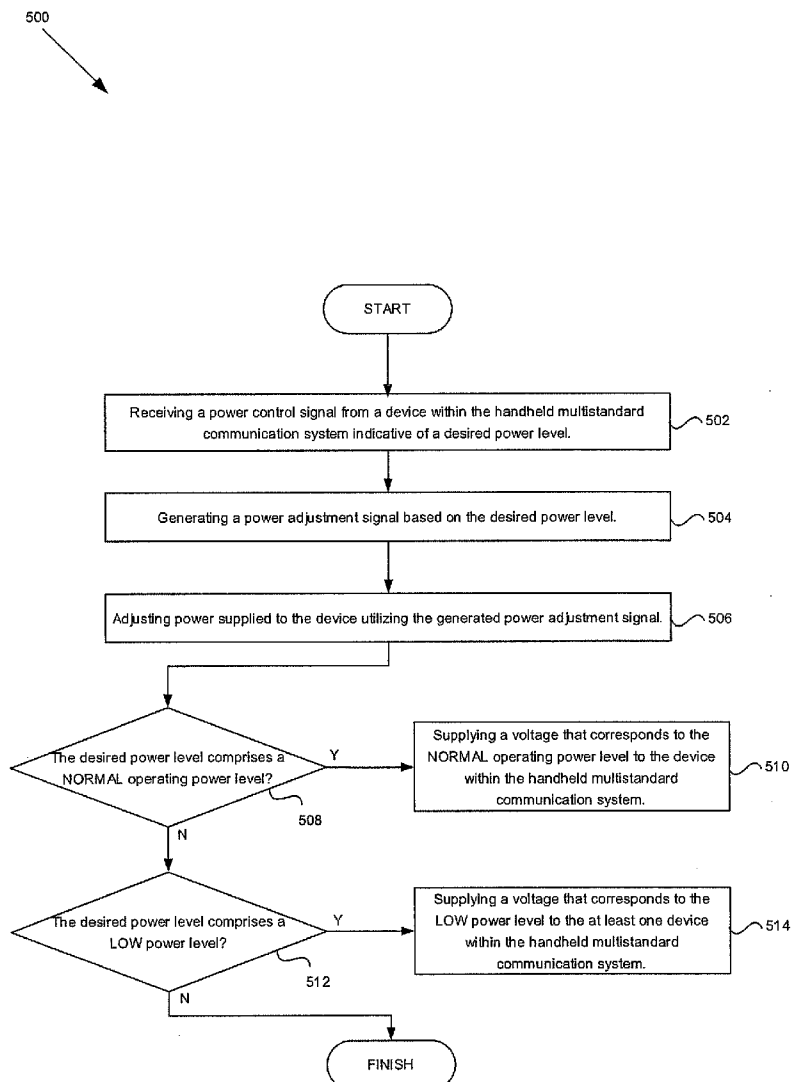 500
START
Receiving a power control signal from a device within the handheld multistandard
communication system indicative of a desired power level.
502
Generating a power adjustment signal based on the desired power level.
504
Adjusting power supplied to the device utilizing the generated power adjustment signal.
506
The desired power level comprises a
NORMAL operating power level?
Y
508
N
Supplying a voltage that corresponds to the
NORMAL operating power level to the device
within the handheld multistandard
communication system.
510
The desired power level comprises a
LOW power level?
Y
512
N
Supplying a voltage that corresponds to the
LOW power level to the at least one device
within the handheld multistandard
communication system.
514
FINISH